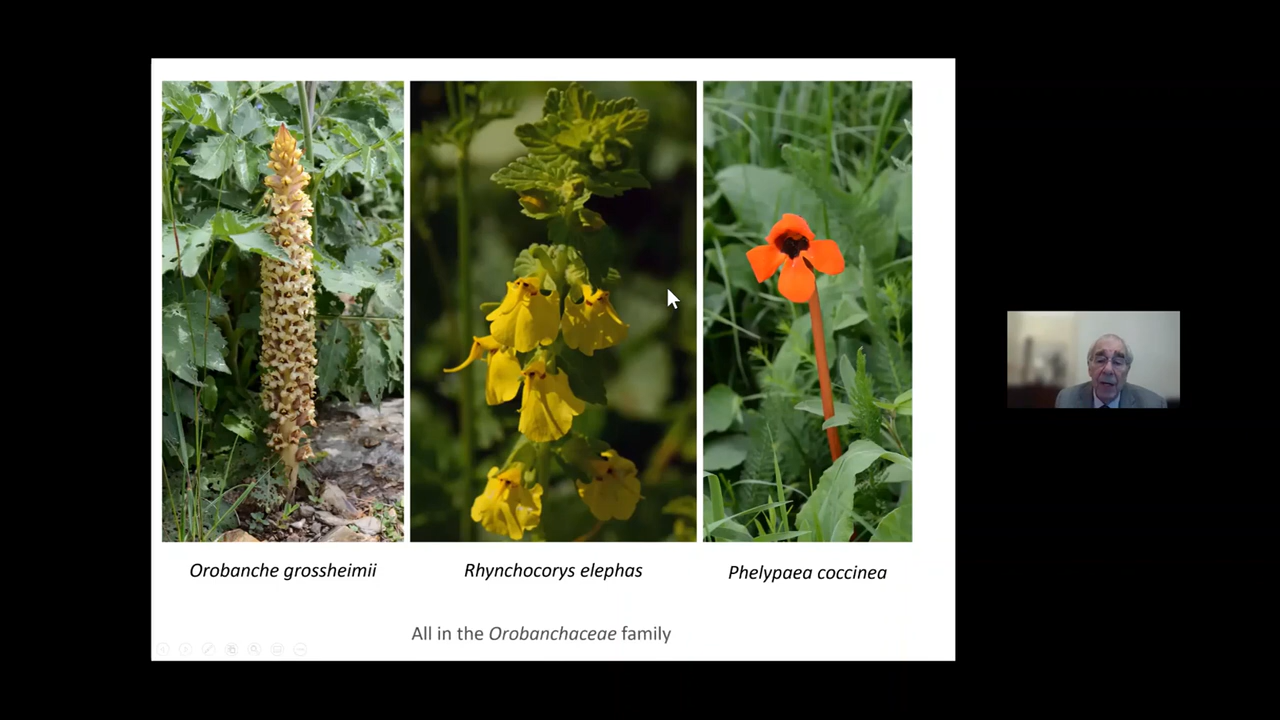 Orobanche grossheimii
Rhynchocorys elephas
Phelypaea coccinea
All in the Orobanchaceae family